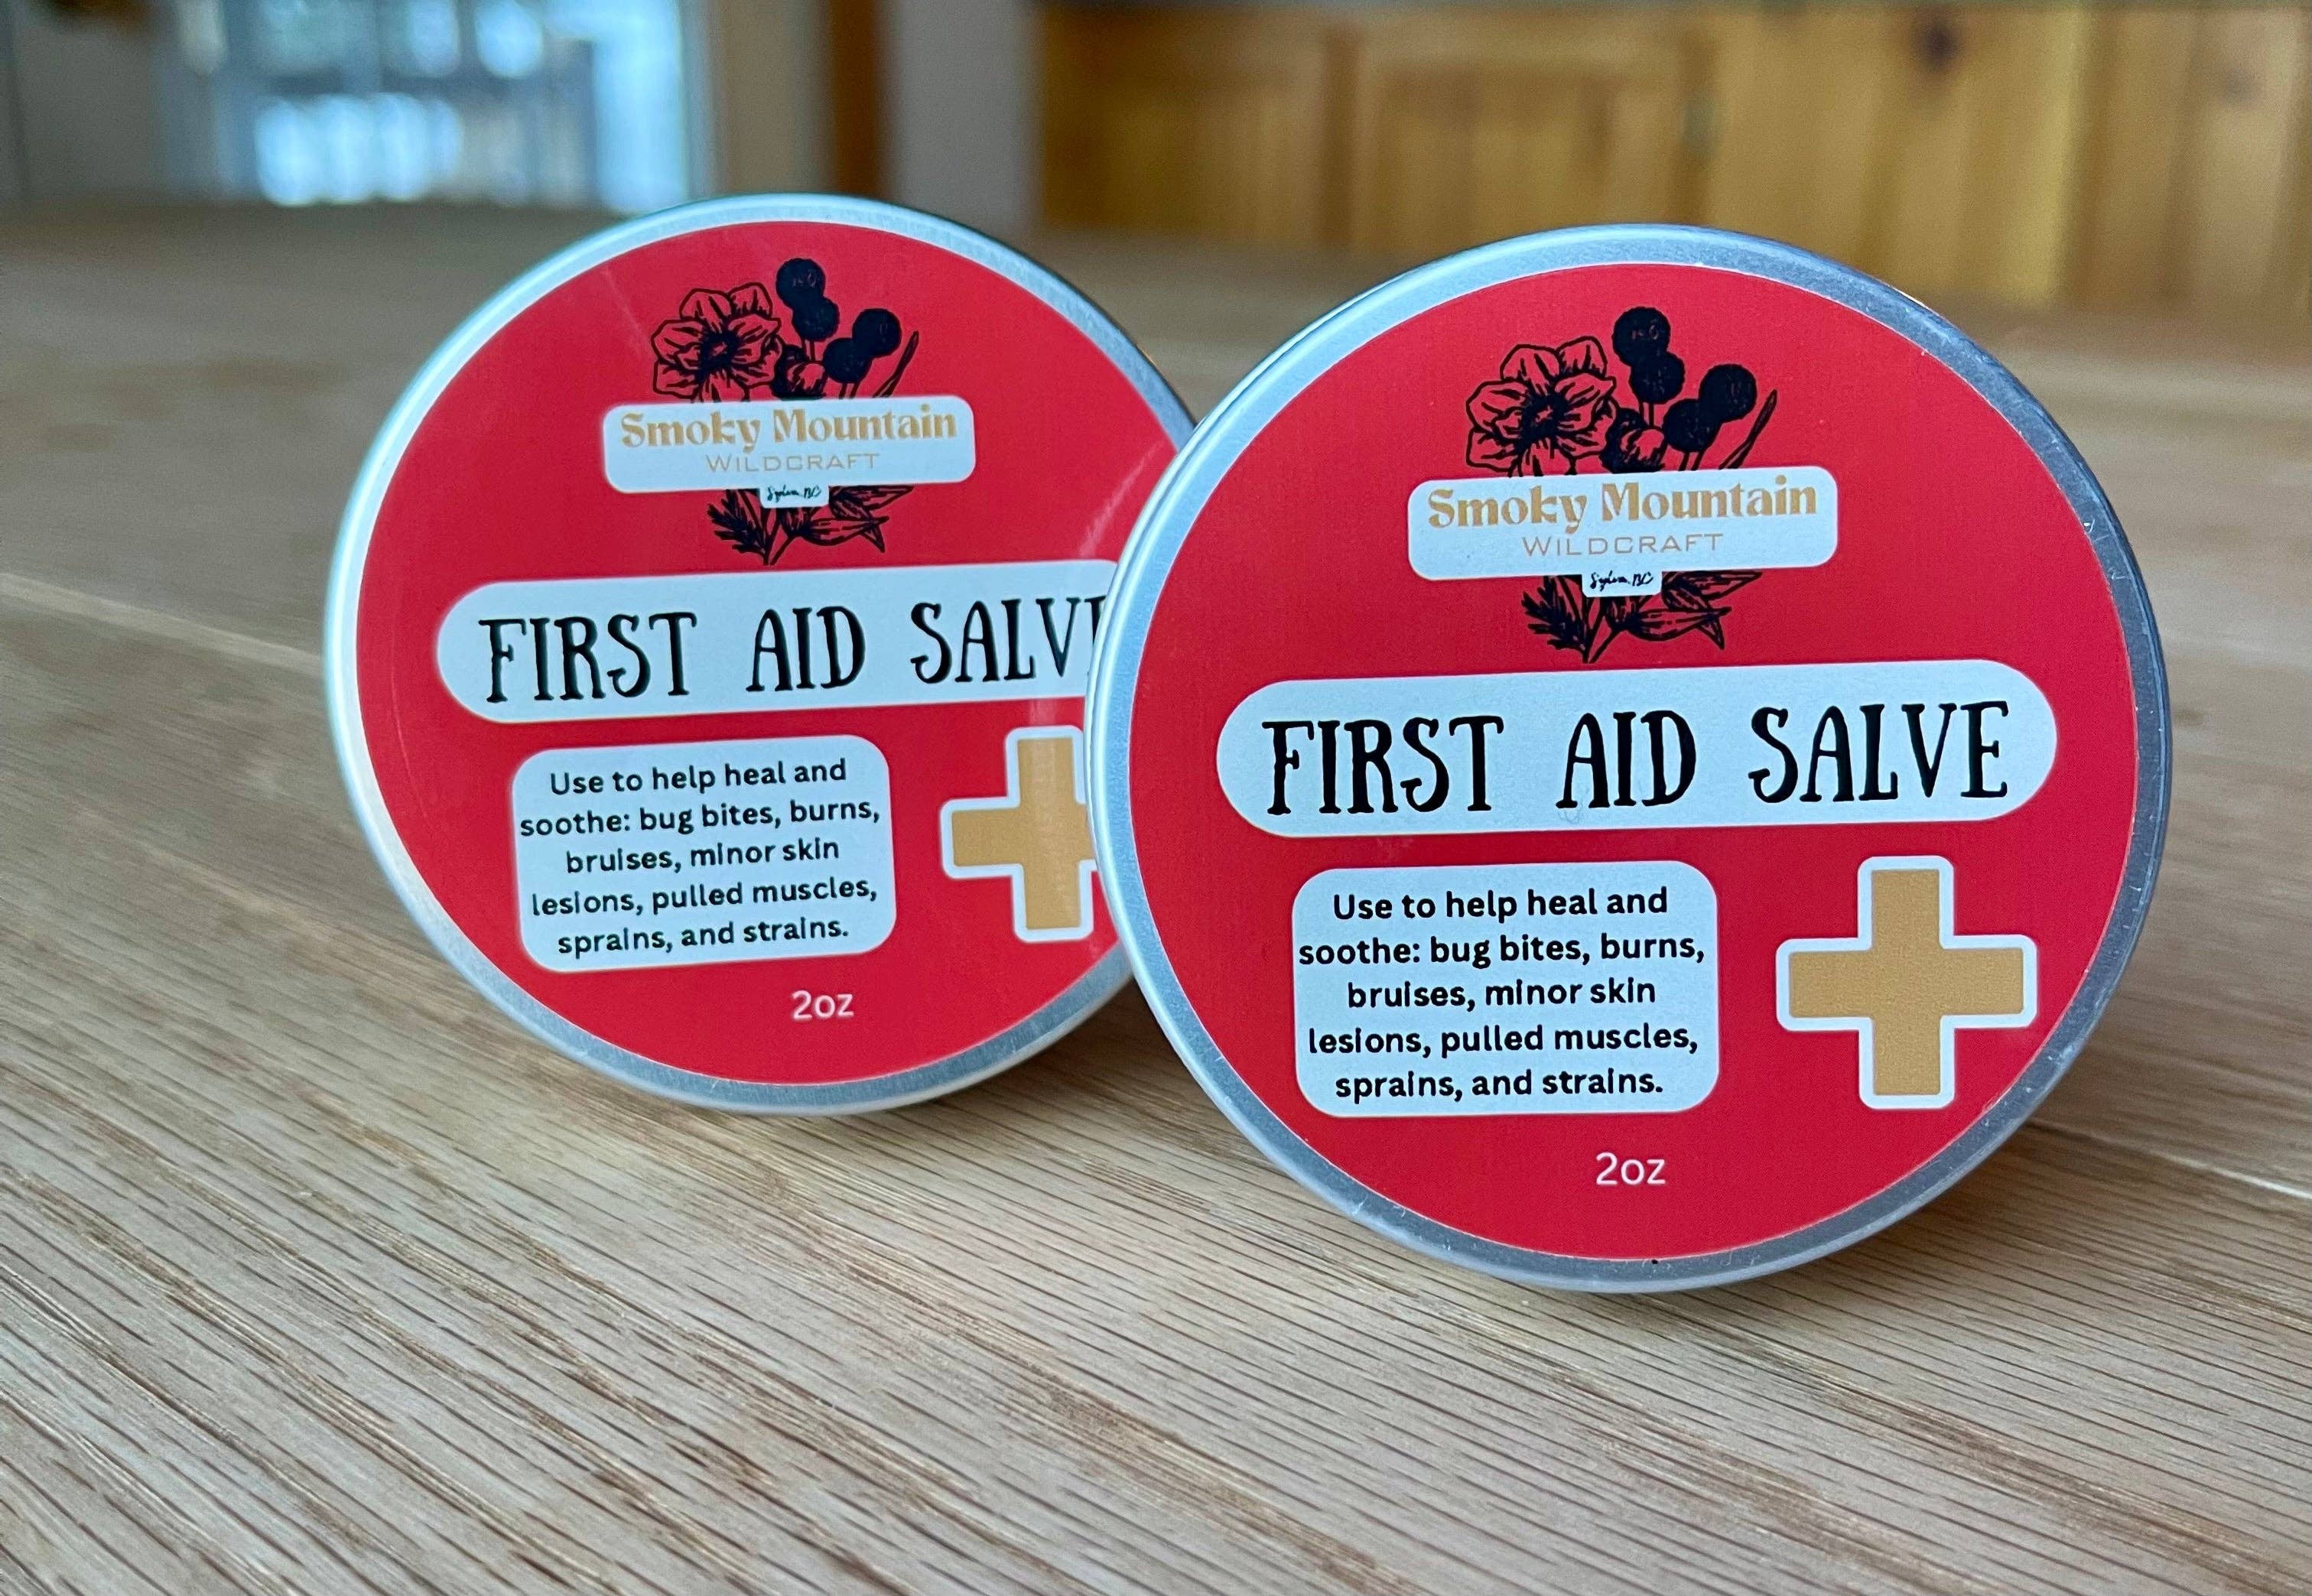 Smoky Mountain
WILDCRAFT
FIRST AID SALVE
Use to help heal and
soothe: bug bites, burns,
bruises, minor skin
lesions, pulled muscles,
sprains, and strains.
2oz
Smoky Mountain
WILDCRAFT
FIRST AID SALVE
Use to help heal and
soothe: bug bites, burns,
bruises, minor skin
lesions, pulled muscles,
sprains, and strains.
2oz